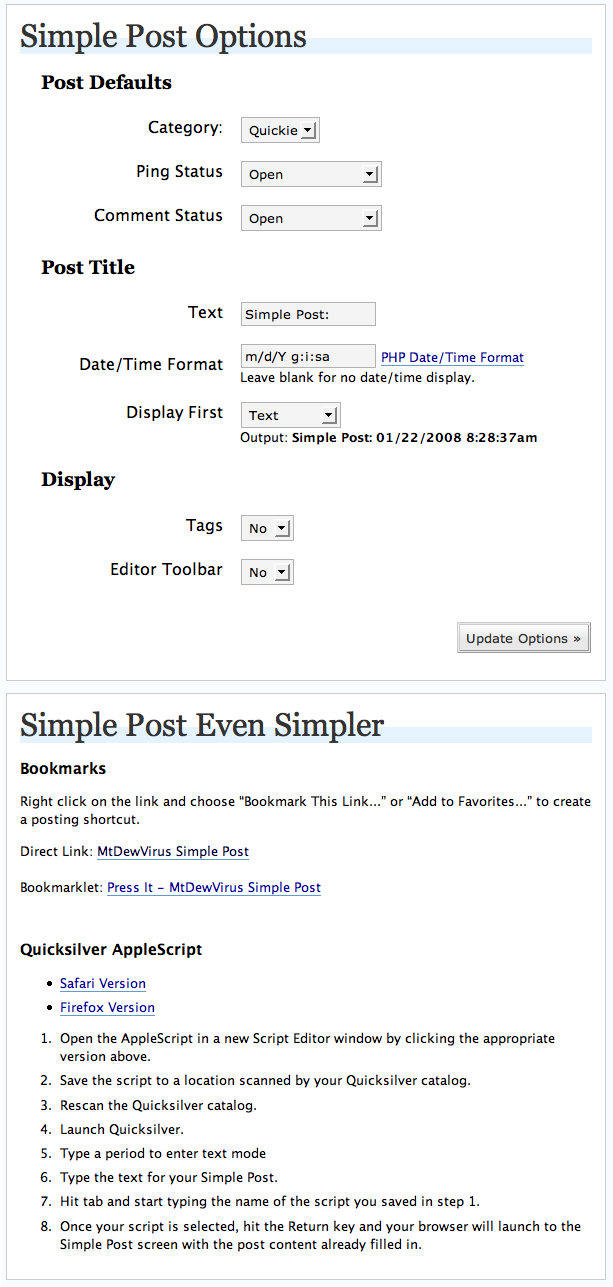 Simple Post Options
Post Defaults
Category: Quickie
Ping Status Open
Comment Status Open
Post Title
Text Simple Post:
Date/Time Format m/d/Y g:i:sa PHP Date/Time Format
Leave blank for no date/time display.
Display First Text
Output: Simple Post: 01/22/2008 8:28:37am
Display
Tags No
Editor Toolbar No
Update Options »
Simple Post Even Simpler
Bookmarks
Right click on the link and choose “Bookmark This Link...” or “Add to Favorites...” to create
a posting shortcut.
Direct Link: MtDewVirus Simple Post
Bookmarklet: Press It - MtDewVirus Simple Post
Quicksilver AppleScript
• Safari Version
• Firefox Version
1. Open the AppleScript in a new Script Editor window by clicking the appropriate
version above.
2. Save the script to a location scanned by your Quicksilver catalog.
3. Rescan the Quicksilver catalog.
4. Launch Quicksilver.
5. Type a period to enter text mode
6. Type the text for your Simple Post.
7. Hit tab and start typing the name of the script you saved in step 1.
8. Once your script is selected, hit the Return key and your browser will launch to the
Simple Post screen with the post content already filled in.